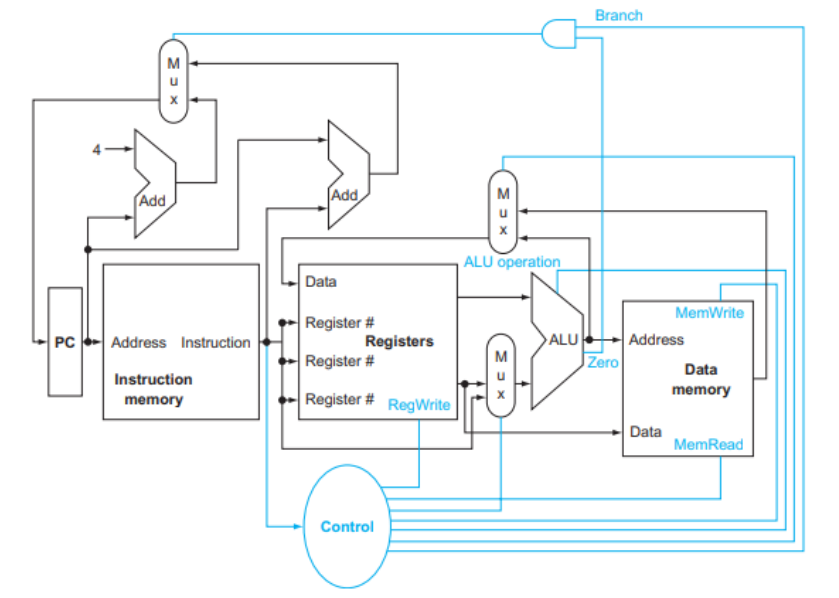 Branch
M
u
x
4
Add
Add
M
u
x
ALU operation
Data
Register #
Registers
Register #
Register #
RegWrite
PC
Address
Instruction
Instruction
memory
M
u
x
ALU
Zero
MemWrite
Address
Data
memory
Data
MemRead
Control